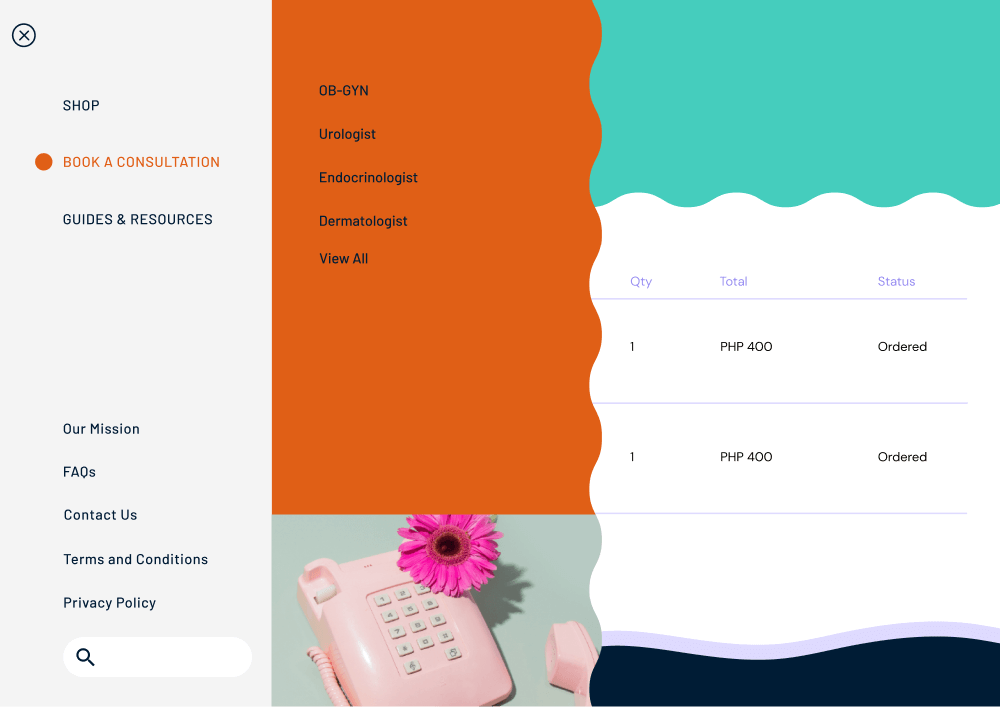 SHOP
BOOK A CONSULTATION
GUIDES & RESOURCES
Our Mission
FAQs
Contact Us
Terms and Conditions
Privacy Policy
OB-GYN
Urologist
Endocrinologist
Dermatologist
View All
Qty Total Status
1 PHP 400 Ordered
1 PHP 400 Ordered